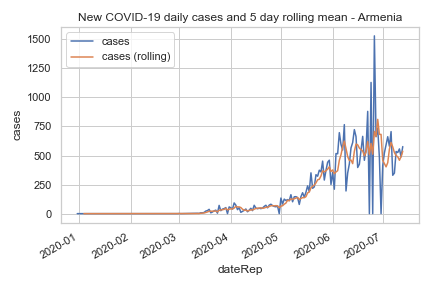 New COVID-19 daily cases and 5 day rolling mean - Armenia
cases
cases (rolling)
1500
1250
1000
750
500
250
0
cases
2020-01
2020-02
2020-03
2020-04
2020-05
2020-06
2020-07
dateRep